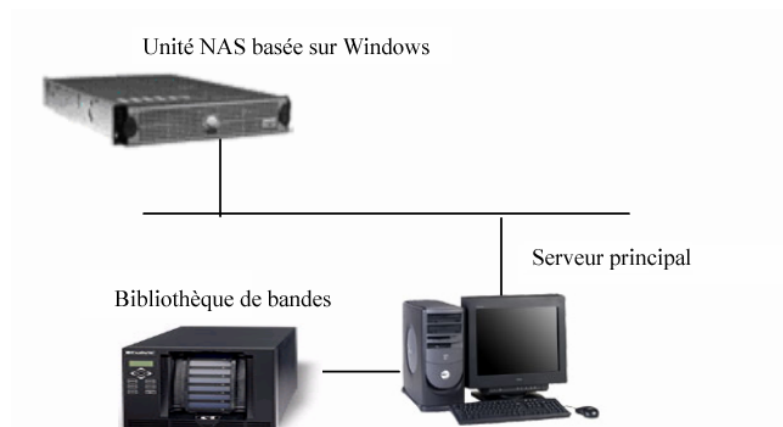 Unité NAS basée sur Windows
Serveur principal
Bibliothèque de bandes